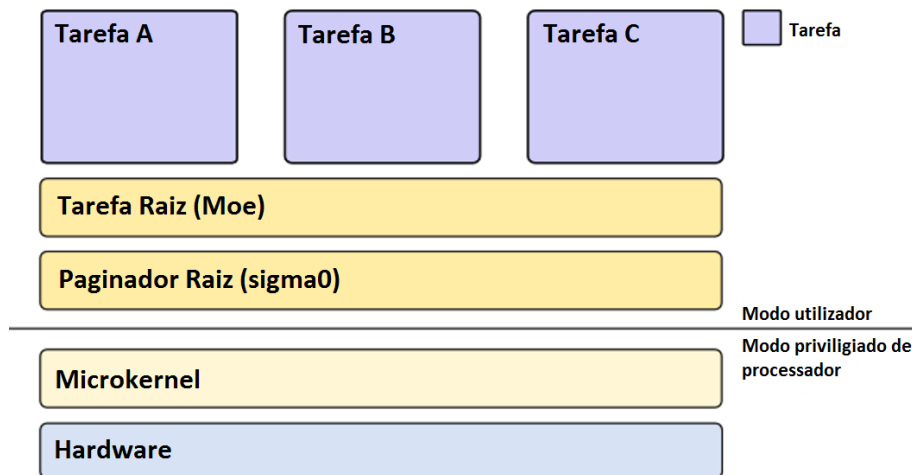 Tarefa A
Tarefa B
Tarefa C
Tarefa
Tarefa Raiz (Moe)
Paginador Raiz (sigma0)
Modo utilizador
Modo priviligiado de
processador
Microkernel
Hardware